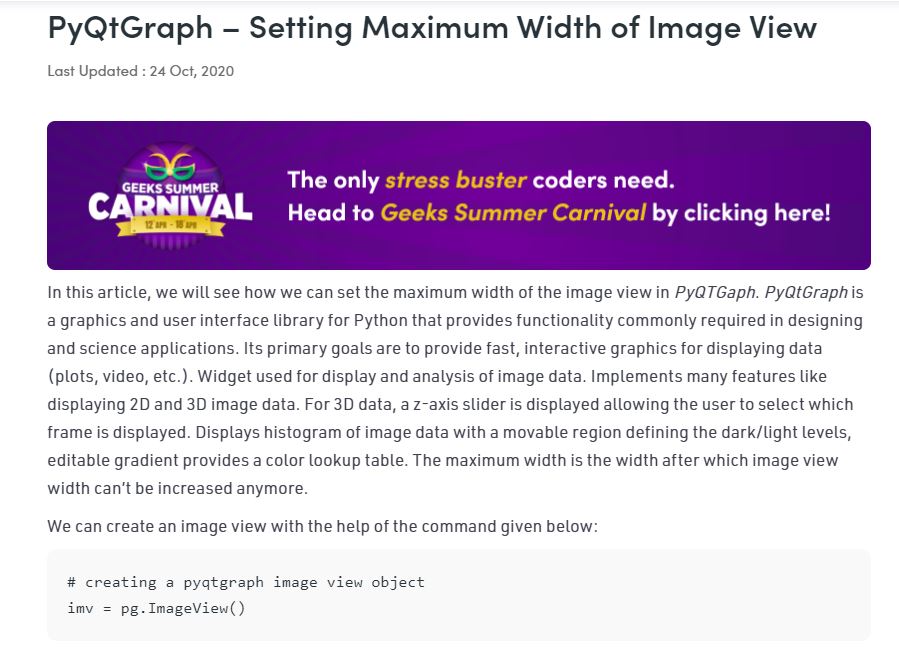 PyQtGraph – Setting Maximum Width of Image View
Last Updated : 24 Oct, 2020
GEEKS SUMMER
CARNIVAL
12 APR - 18 APR
The only stress buster coders need.
Head to Geeks Summer Carnival by clicking here!
In this article, we will see how we can set the maximum width of the image view in PyQTGaph. PyQtGraph is
a graphics and user interface library for Python that provides functionality commonly required in designing
and science applications. Its primary goals are to provide fast, interactive graphics for displaying data
(plots, video, etc.). Widget used for display and analysis of image data. Implements many features like
displaying 2D and 3D image data. For 3D data, a z-axis slider is displayed allowing the user to select which
frame is displayed. Displays histogram of image data with a movable region defining the dark/light levels,
editable gradient provides a color lookup table. The maximum width is the width after which image view
width can't be increased anymore.
We can create an image view with the help of the command given below:
# creating a pyqtgraph image view object
imv = pg.ImageView()